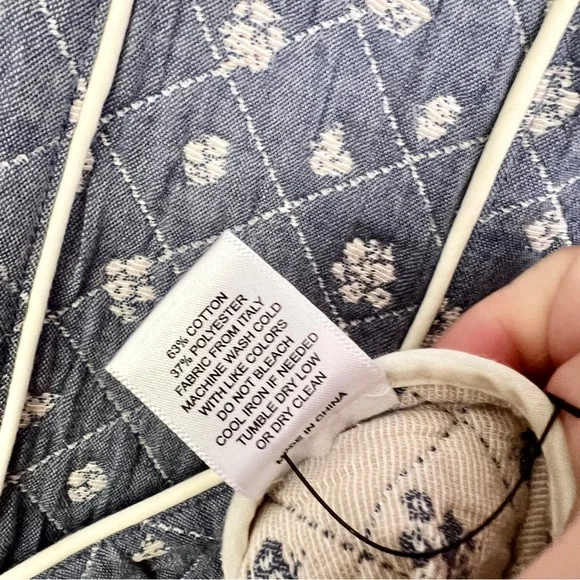 63% COTTON
37% POLYESTER
FABRIC FROM ITALY
MACHINE WASH COLD
WITH LIKE COLORS
DO NOT BLEACH
COOL IRON IF NEEDED
TUMBLE DRY LOW
OR DRY CLEAN
MADE IN CHINA